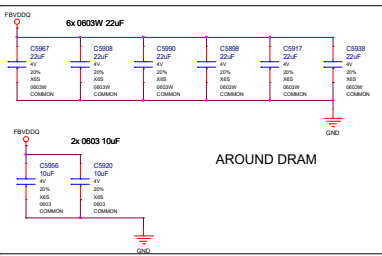 FBVDDQ
6x 0603W 22uF
C5967 C5908 C5990 C5898 C5917 C5938
22uF 22uF 22uF 22uF 22uF 22uF
4V 4V 4V 4V 4V 4V
20% 20% 20% 20% 20% 20%
X6S X6S X6S X6S X6S X6S
0603W 0603W 0603W 0603W 0603W 0603W
COMMON COMMON COMMON COMMON COMMON COMMON
GND
FBVDDQ
2x 0603 10uF
AROUND DRAM
C5956 C5920
10uF 10uF
4V 4V
20% 20%
X6S X6S
0603 0603
COMMON COMMON
GND